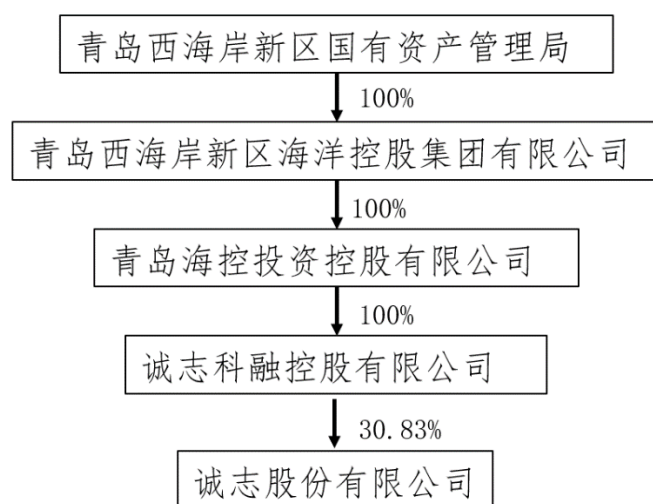 青岛西海岸新区国有资产管理局
100%
青岛西海岸新区海洋控股集团有限公司
100%
青岛海控投资控股有限公司
100%
诚志科融控股有限公司
30.83%
诚志股份有限公司